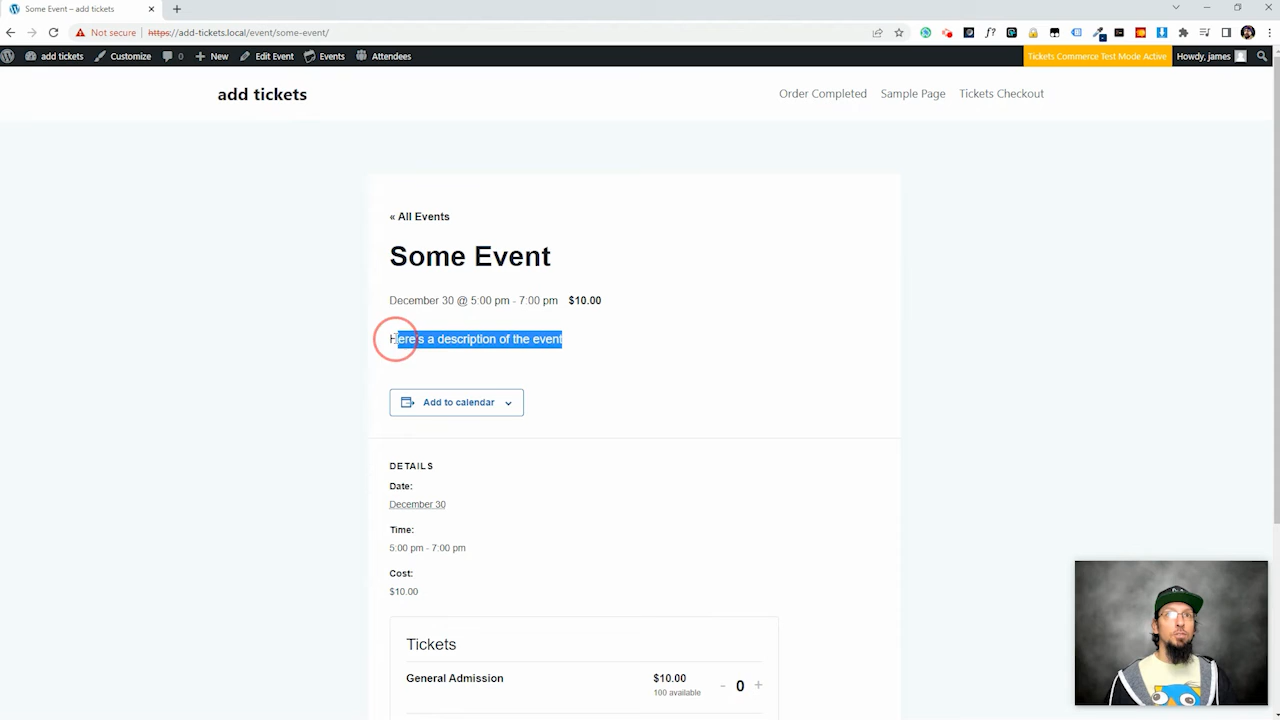 Some Event – add tickets
Not secure
https://add-tickets.local/event/some-event/
add tickets
Customize
0
New
Edit Event
Events
Attendees
Tickets Commerce Test Mode Active
Howdy, james
add tickets
Order Completed
Sample Page
Tickets Checkout
« All Events
Some Event
December 30 @ 5:00 pm - 7:00 pm
$10.00
Here's a description of the event
Add to calendar
DETAILS
Date:
December 30
Time:
5:00 pm - 7:00 pm
Cost:
$10.00
Tickets
General Admission
$10.00
100 available
- 0 +